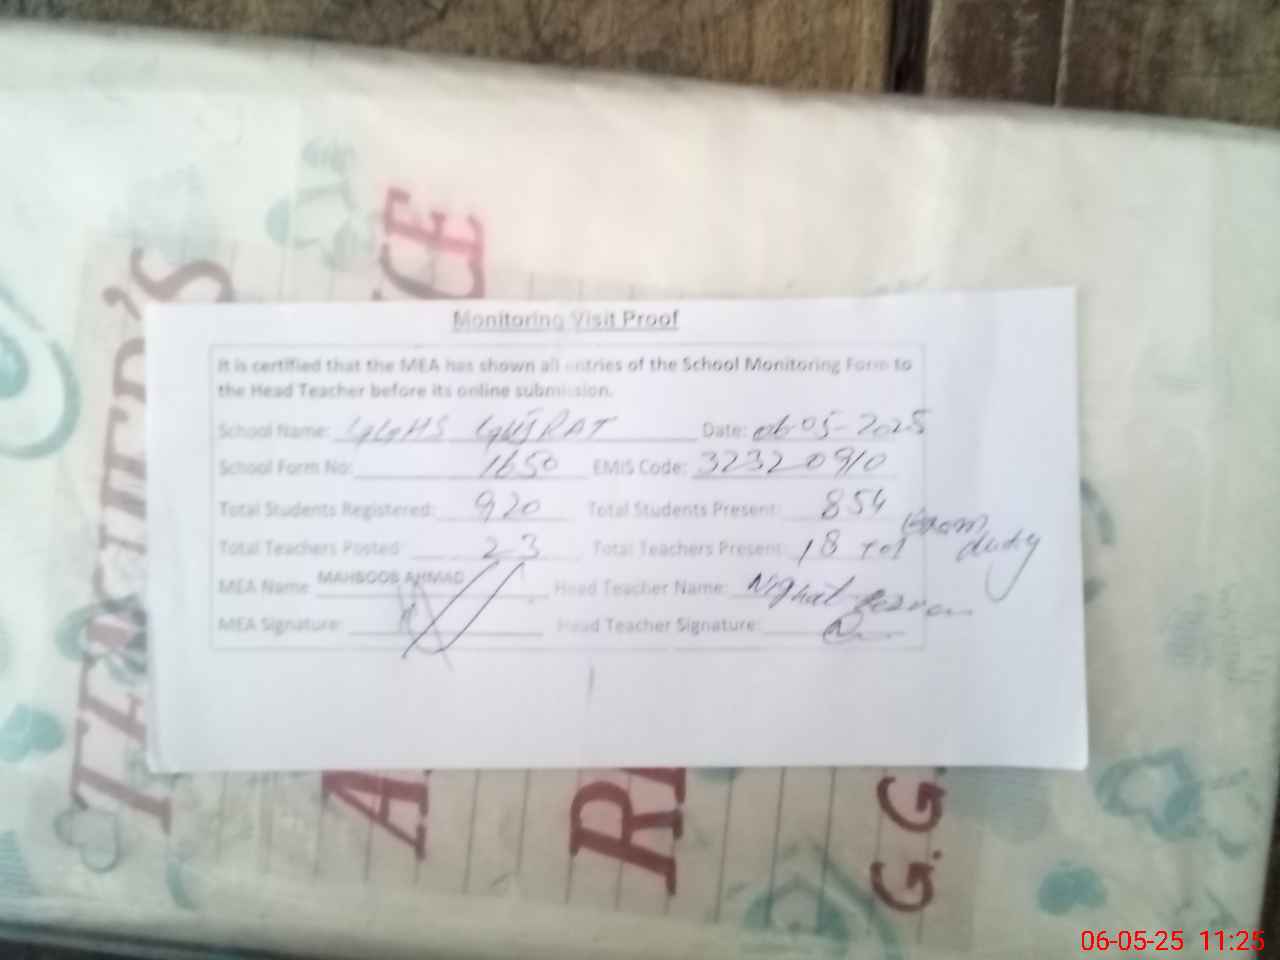 Monitoring Visit Proof
It is certified that the MEA has shown all entries of the School Monitoring Form to
the Head Teacher before its online submission.
School Name: GGHS GUJRAT Date: 06-05-2025
School Form No: 1650 EMIS Code: 32320910
Total Students Registered: 920 Total Students Present: 854
Total Teachers Posted: 23 Total Teachers Present: 18 +01 (Exam) duty
MEA Name MAHBOOB AHMAD Head Teacher Name: Nighat
MEA Signature: Head Teacher Signature:
G. G.
06-05-25 11:25